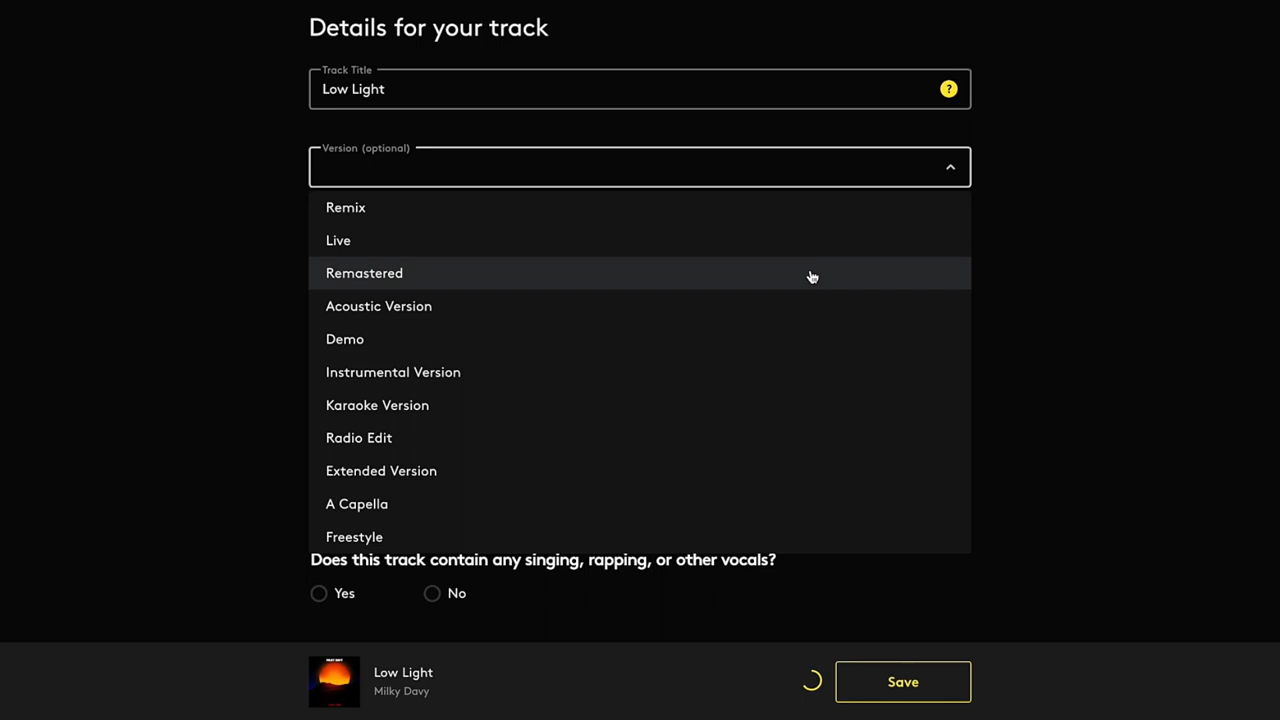 Details for your track
Track Title
Low Light
?
Version (optional)
Remix
Live
Remastered
Acoustic Version
Demo
Instrumental Version
Karaoke Version
Radio Edit
Extended Version
A Capella
Freestyle
Does this track contain any singing, rapping, or other vocals?
Yes
No
Low Light
Milky Davy
Save